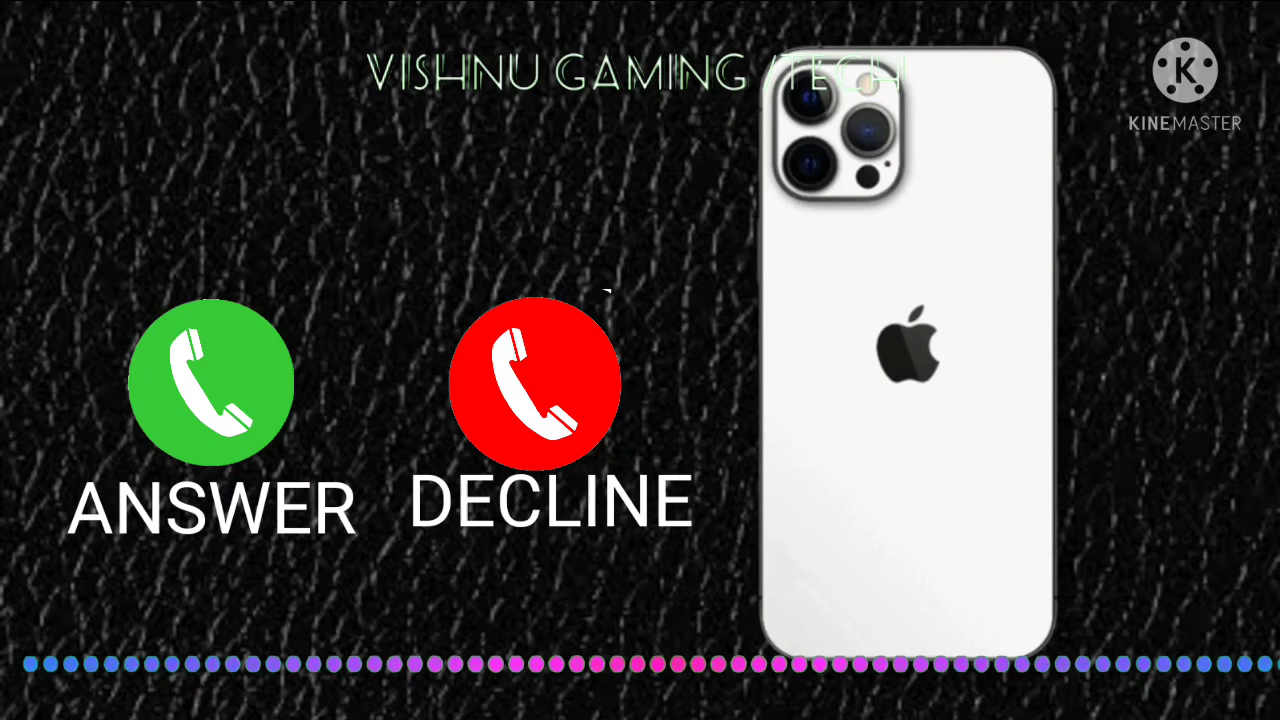 VISHNU GAMING /TECH
K
KINEMASTER
ANSWER
DECLINE